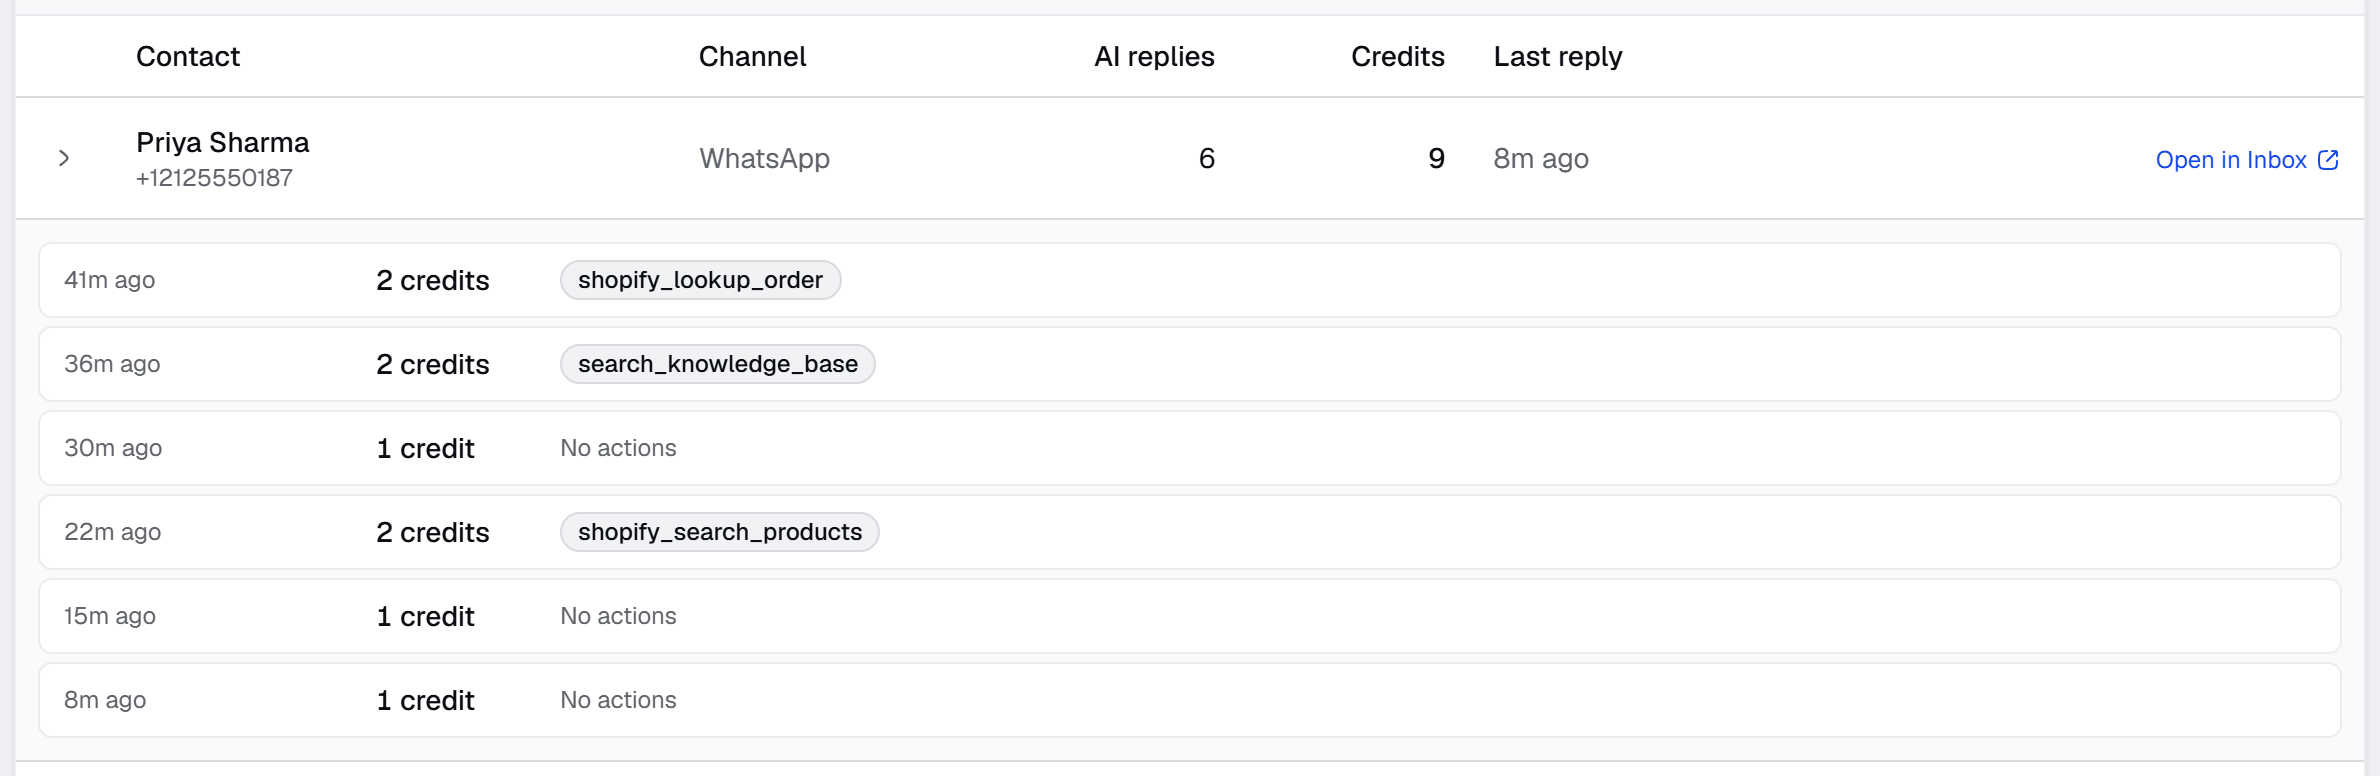 Contact Channel AI replies Credits Last reply
Priya Sharma
+12125550187
WhatsApp 6 9 8m ago Open in Inbox
41m ago 2 credits shopify_lookup_order
36m ago 2 credits search_knowledge_base
30m ago 1 credit No actions
22m ago 2 credits shopify_search_products
15m ago 1 credit No actions
8m ago 1 credit No actions